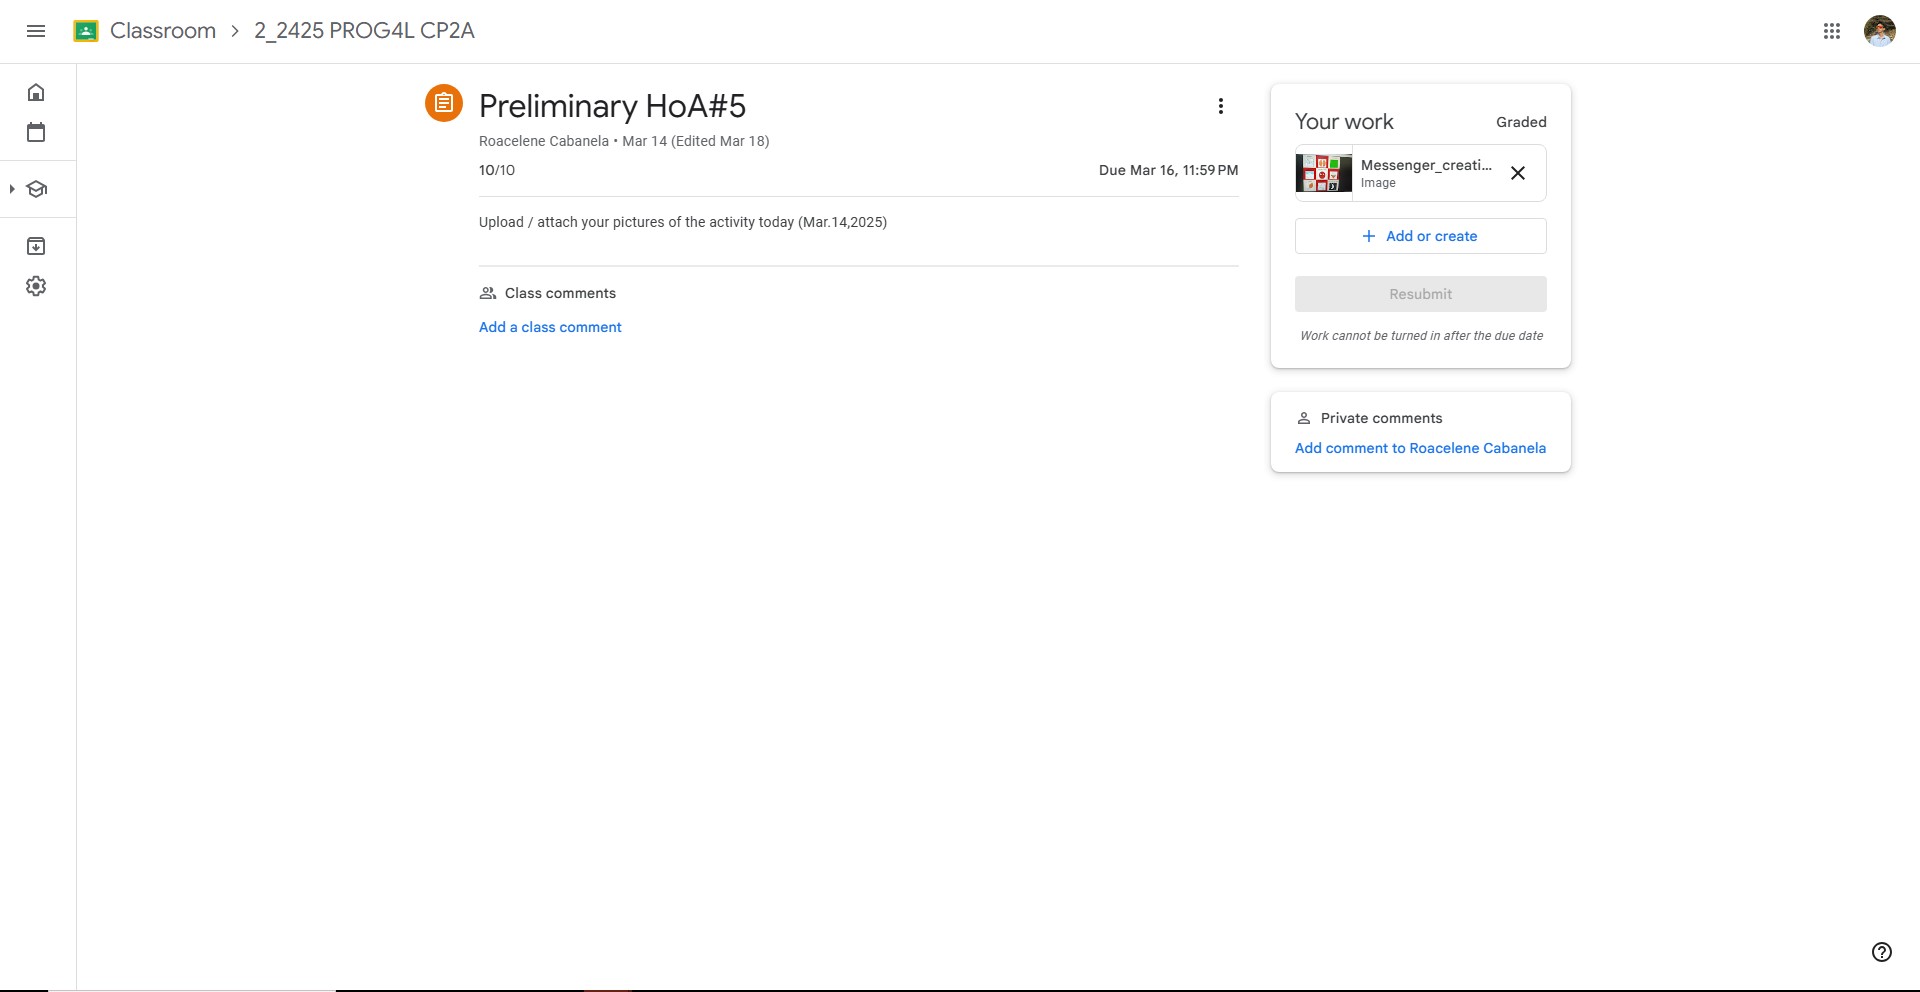 Classroom > 2_2425 PROG4L CP2A
Preliminary HoA#5
Roacelene Cabanela • Mar 14 (Edited Mar 18)
10/10
Due Mar 16, 11:59 PM
Upload / attach your pictures of the activity today (Mar.14,2025)
Class comments
Add a class comment
Your work
Graded
Messenger_creati...
Image
+ Add or create
Resubmit
Work cannot be turned in after the due date
Private comments
Add comment to Roacelene Cabanela